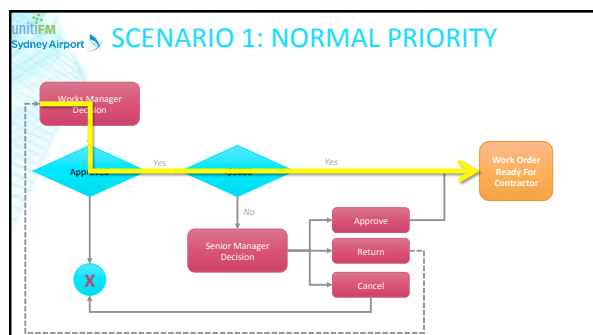 unitiFM
Sydney Airport
SCENARIO 1: NORMAL PRIORITY
Works Manager
Decision
Approved
Yes
Yes
Work Order
Ready For
Contractor
No
Approve
Senior Manager
Decision
Return
X
Cancel